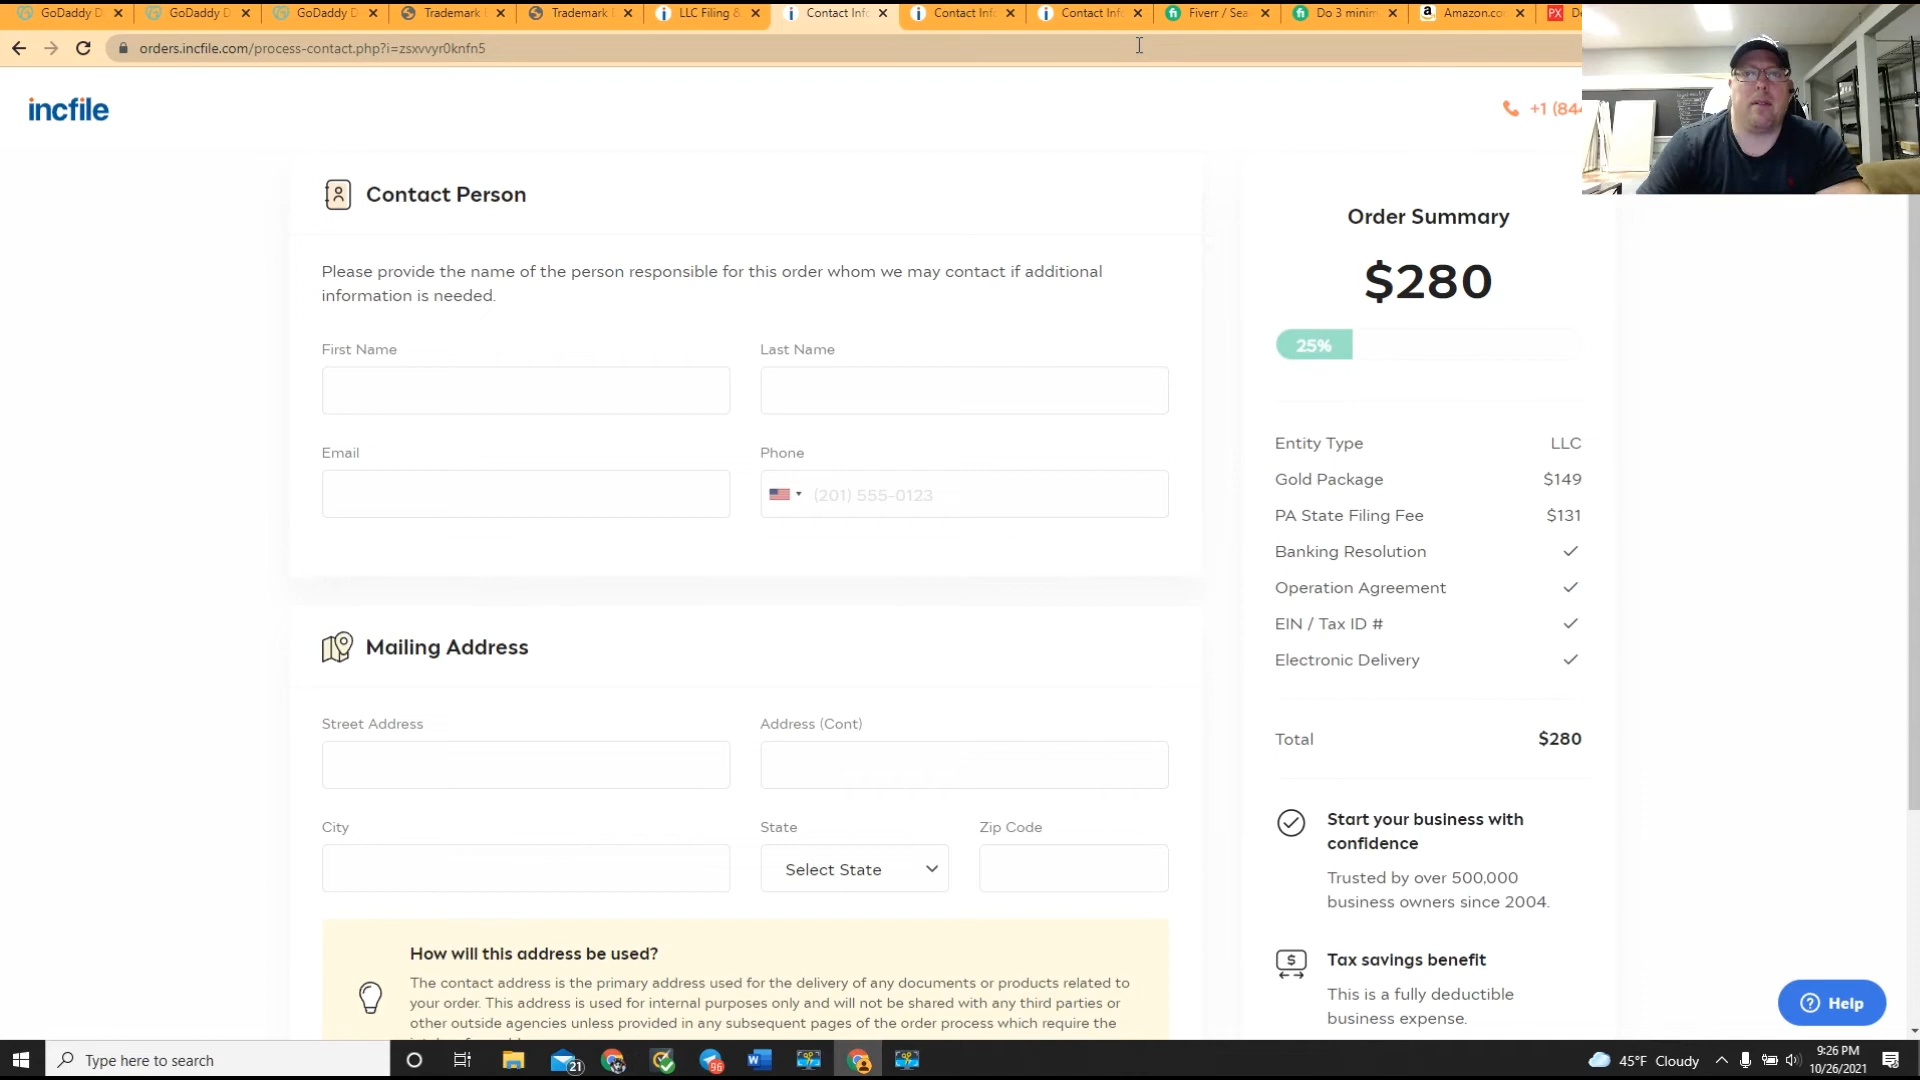 GoDaddy D
GoDaddy D
GoDaddy D
Trademark
Trademark
LLC Filing &
Contact Info
Contact Info
Contact Info
Fiverr / Sea
Do 3 minim
Amazon.co
orders.incfile.com/process-contact.php?i=zsxvvyr0knfn5
incfile
+1 (844
Contact Person
Please provide the name of the person responsible for this order whom we may contact if additional
information is needed.
First Name
Last Name
Email
Phone
(201) 555-0123
Mailing Address
Street Address
Address (Cont)
City
State
Zip Code
Select State
How will this address be used?
The contact address is the primary address used for the delivery of any documents or products related to
your order. This address is used for internal purposes only and will not be shared with any third parties or
other outside agencies unless provided in any subsequent pages of the order process which require the
Order Summary
$280
25%
Entity Type LLC
Gold Package $149
PA State Filing Fee $131
Banking Resolution
Operation Agreement
EIN / Tax ID #
Electronic Delivery
Total $280
Start your business with
confidence
Trusted by over 500,000
business owners since 2004.
Tax savings benefit
This is a fully deductible
business expense.
Help
Type here to search
21
96
45°F Cloudy
9:26 PM
10/26/2021